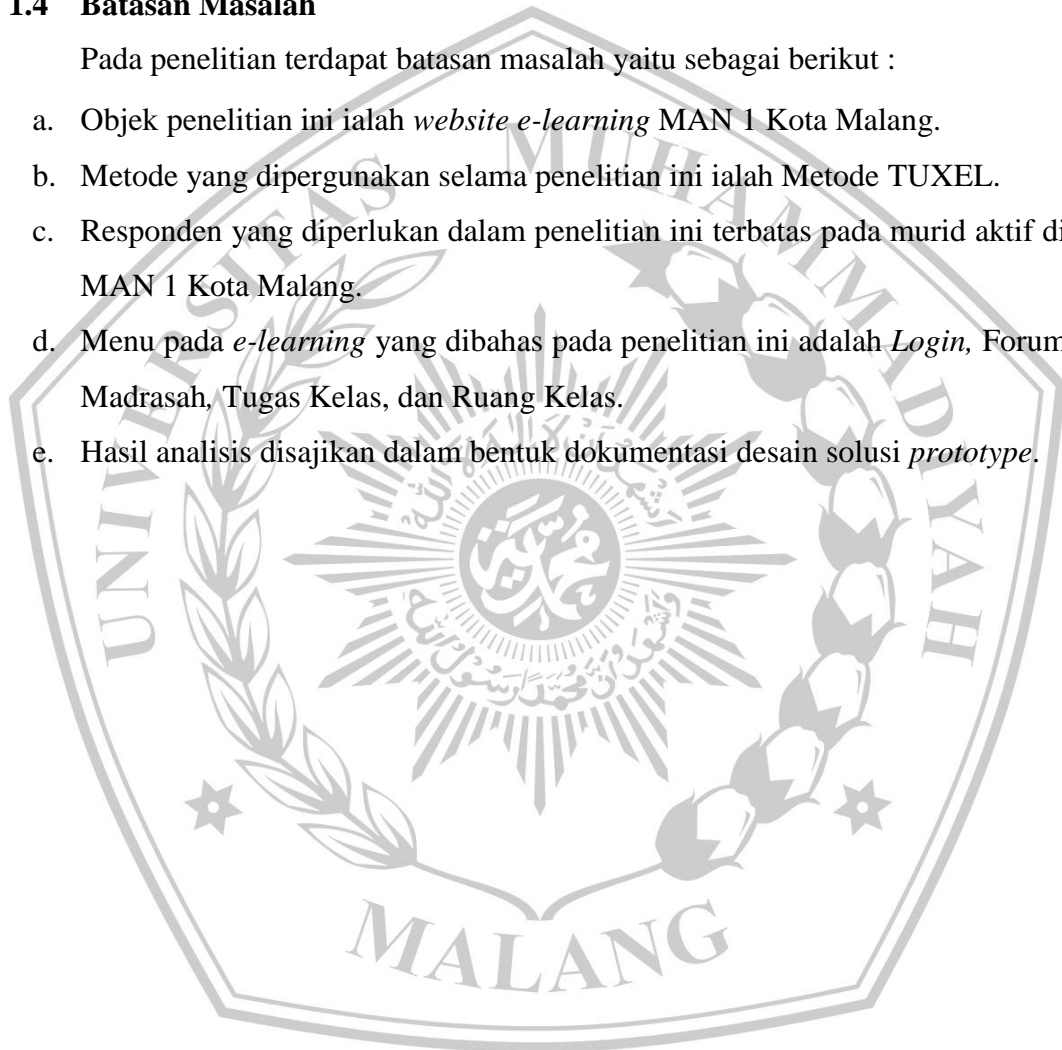 1.4 Batasan Masalah
Pada penelitian terdapat batasan masalah yaitu sebagai berikut :
a. Objek penelitian ini ialah website e-learning MAN 1 Kota Malang.
b. Metode yang dipergunakan selama penelitian ini ialah Metode TUXEL.
c. Responden yang diperlukan dalam penelitian ini terbatas pada murid aktif di
MAN 1 Kota Malang.
d. Menu pada e-learning yang dibahas pada penelitian ini adalah Login, Forum
Madrasah, Tugas Kelas, dan Ruang Kelas.
e. Hasil analisis disajikan dalam bentuk dokumentasi desain solusi prototype.
UNIVERSITAS MUHAMMADIYAH
MALANG